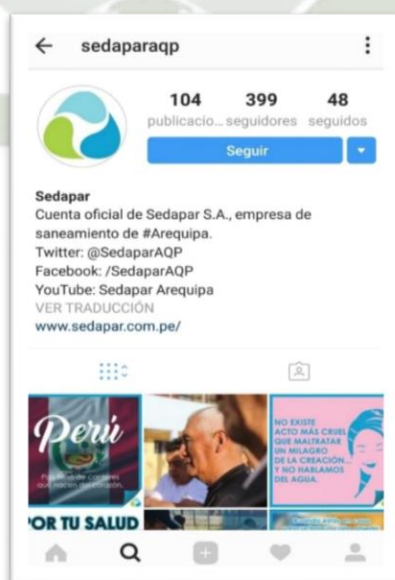 sedaparaqp
104 399 48
publicacio... seguidores seguidos
Seguir
Sedapar
Cuenta oficial de Sedapar S.A., empresa de
saneamiento de #Arequipa.
Twitter: @SedaparAQP
Facebook: /SedaparAQP
YouTube: Sedapar Arequipa
VER TRADUCCIÓN
www.sedapar.com.pe/
Perú
NO EXISTE
ACTO MÁS CRUEL
QUE MALTRATAR
UN MILAGRO
DE LA CREACIÓN...
Y NO HABLAMOS
DEL AGUA.
POR TU SALUD